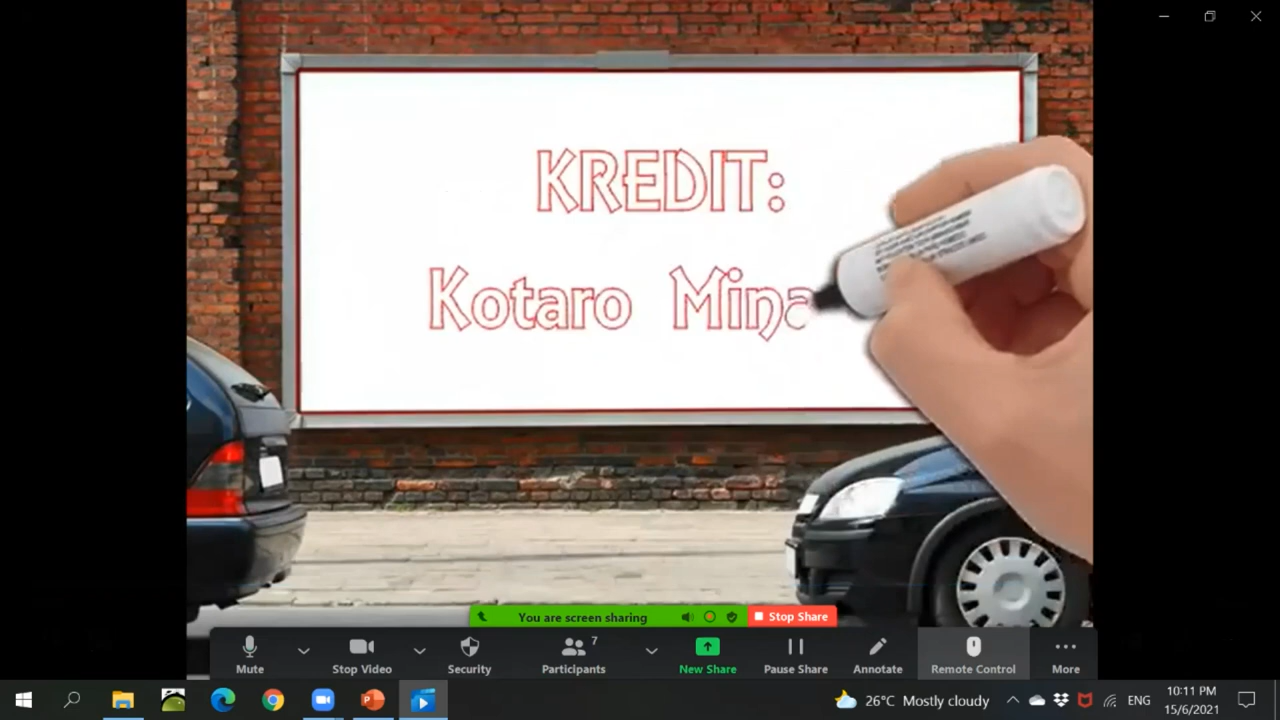 KREDIT:
Kotaro Mina
You are screen sharing
Stop Share
Mute
Stop Video
Security
Participants
7
New Share
Pause Share
Annotate
Remote Control
More
26°C Mostly cloudy
ENG
10:11 PM
15/6/2021